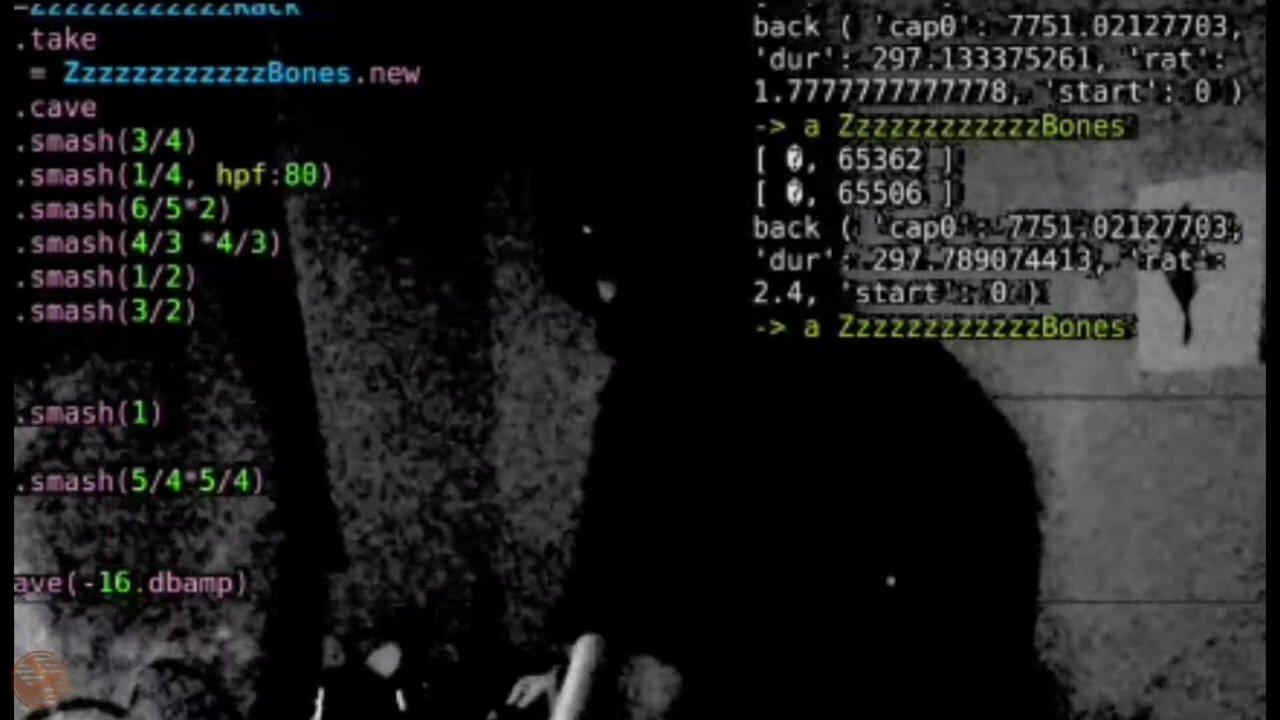 =ZzzzzzzzzzzzRack
.take
= ZzzzzzzzzzzzBones.new
.cave
.smash(3/4)
.smash(1/4, hpf:80)
.smash(6/5*2)
.smash(4/3 *4/3)
.smash(1/2)
.smash(3/2)
.smash(1)
.smash(5/4*5/4)
ave(-16.dbamp)
back ( 'cap0': 7751.02127703,
'dur': 297.133375261, 'rat':
1.7777777777778, 'start': 0 )
-> a ZzzzzzzzzzzzBones
[ �, 65362 ]
[ �, 65506 ]
back ( 'cap0': 7751.02127703,
'dur': 297.789074413, 'rat':
2.4, 'start': 0 )
-> a ZzzzzzzzzzzzBones